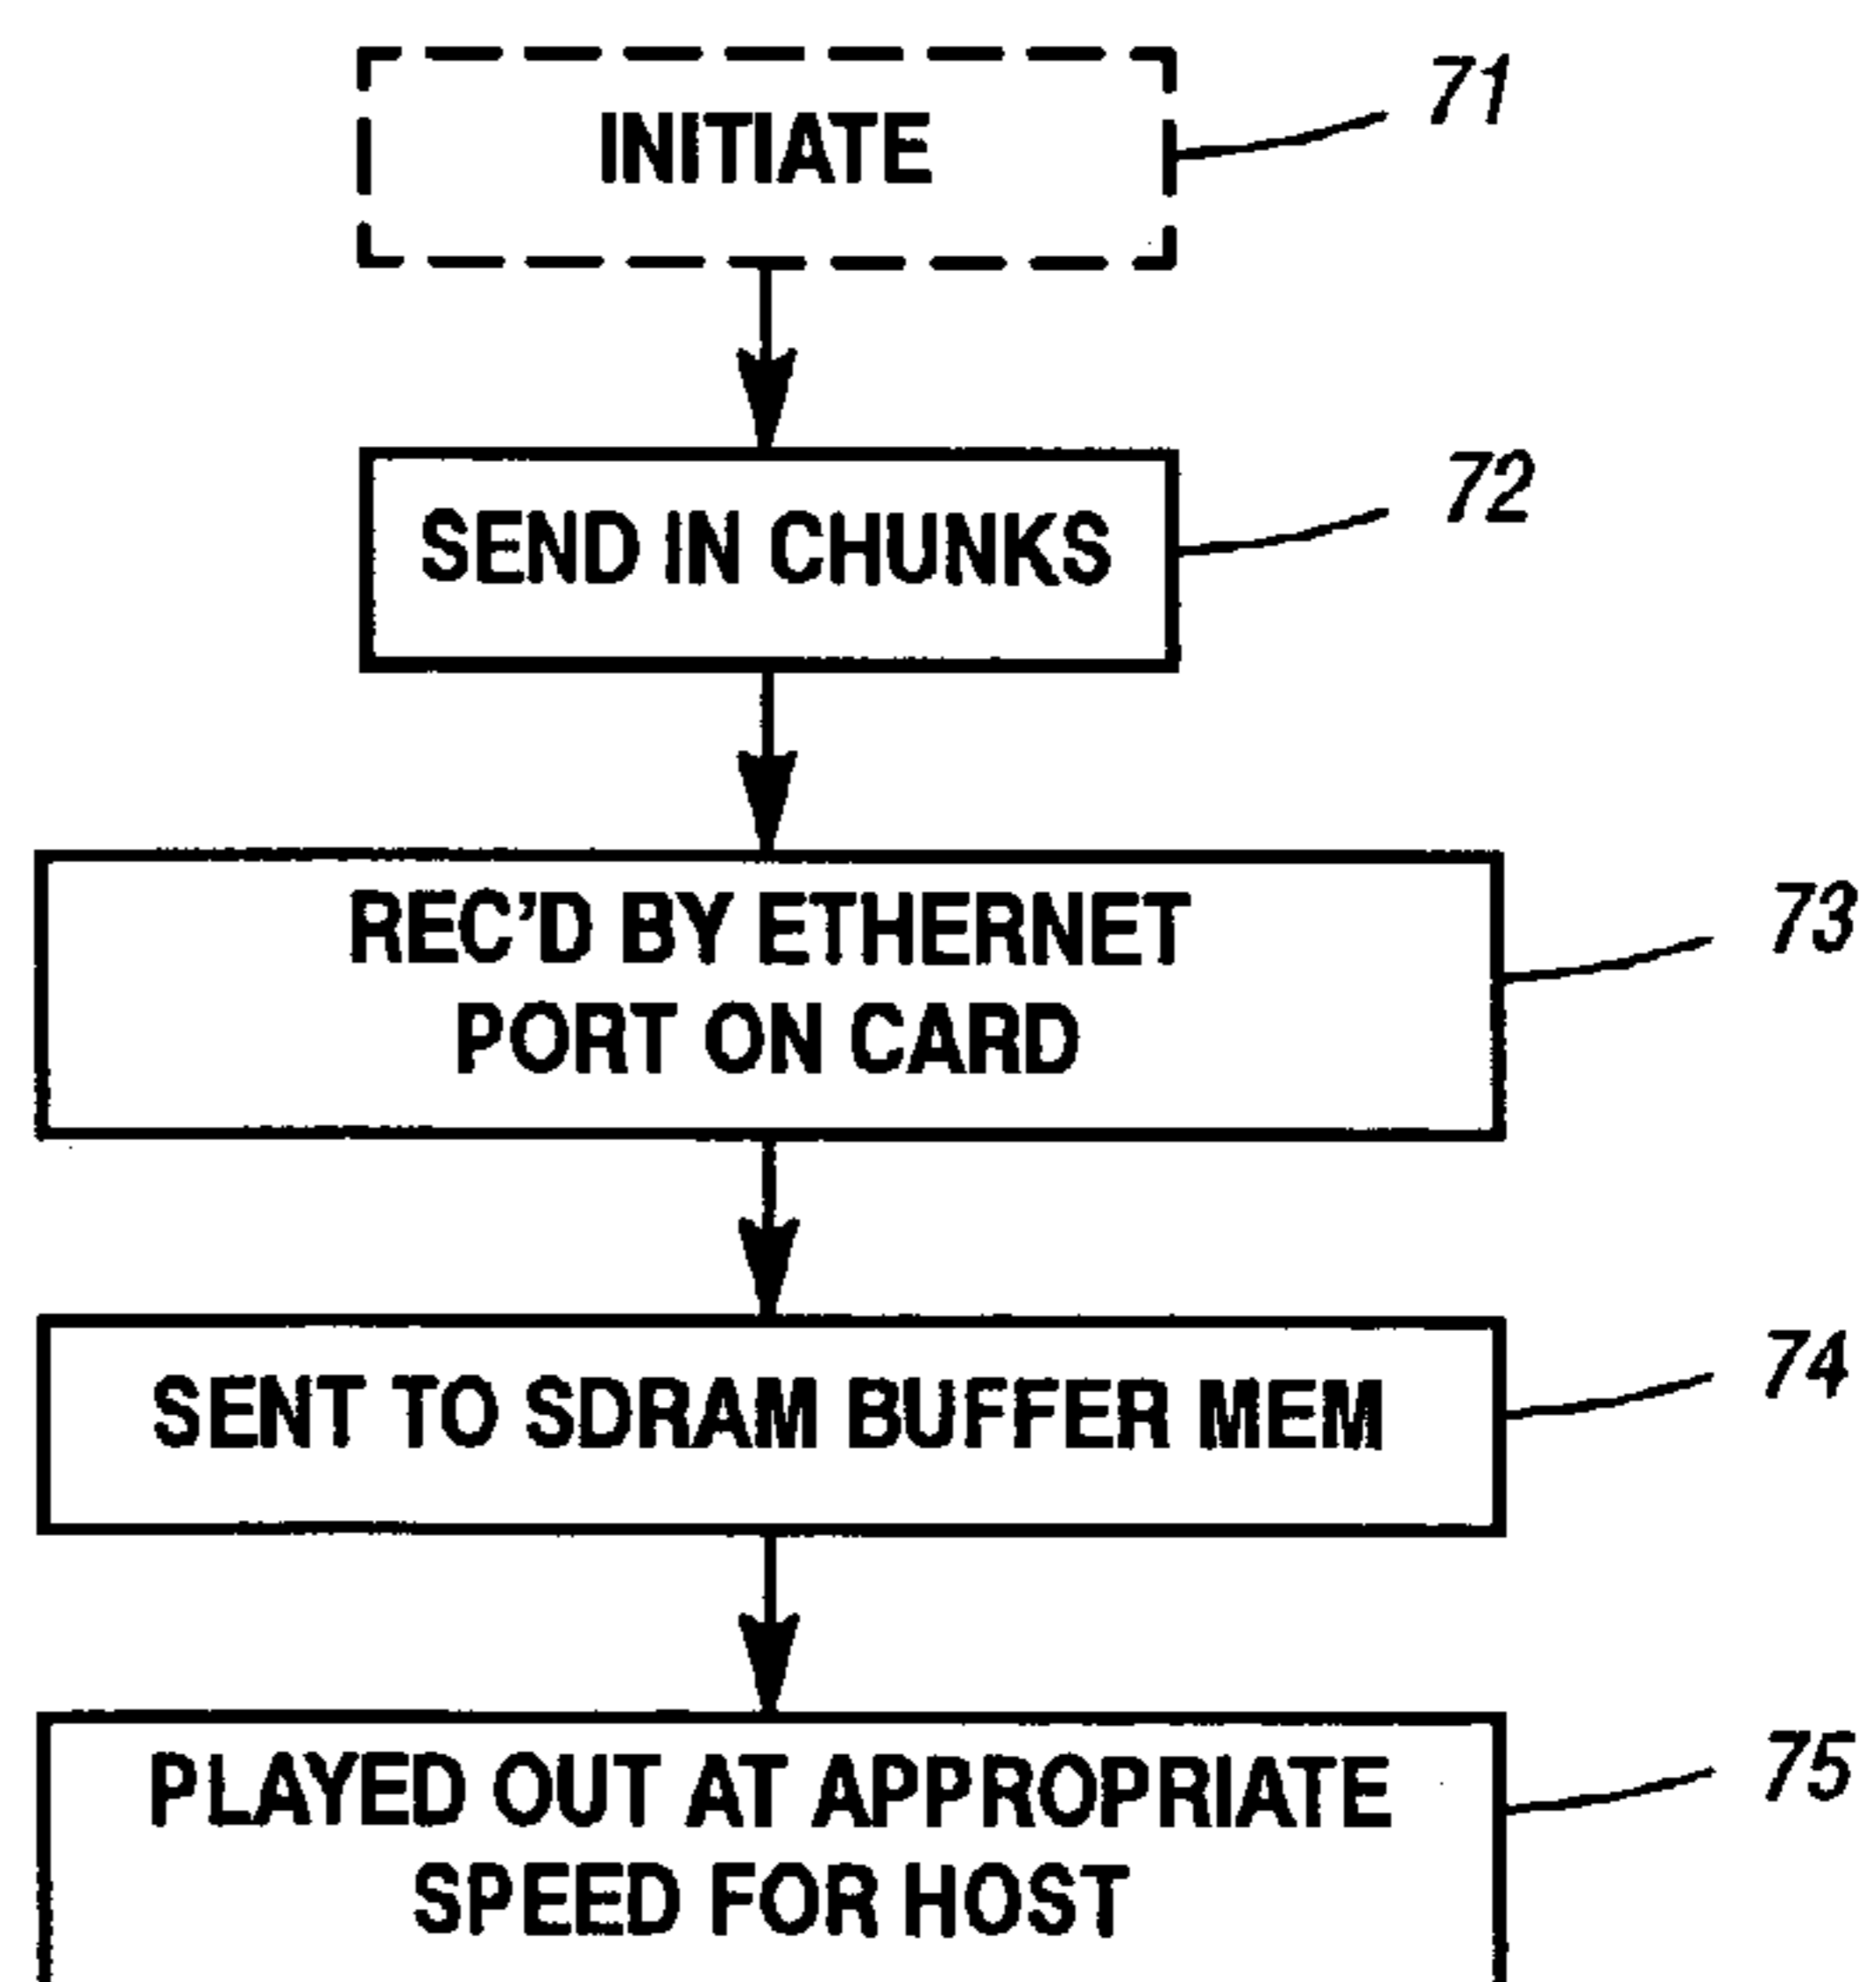 INITIATE
71
SEND IN CHUNKS
72
REC'D BY ETHERNET
PORT ON CARD
73
SENT TO SDRAM BUFFER MEM
74
PLAYED OUT AT APPROPRIATE
SPEED FOR HOST
75